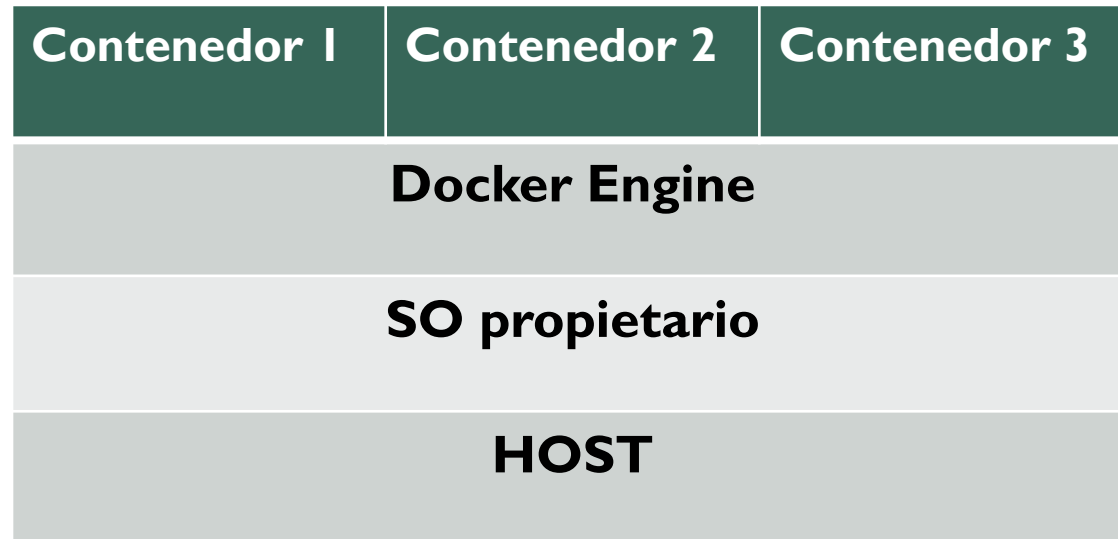 Contenedor 1
Contenedor 2
Contenedor 3
Docker Engine
SO propietario
HOST